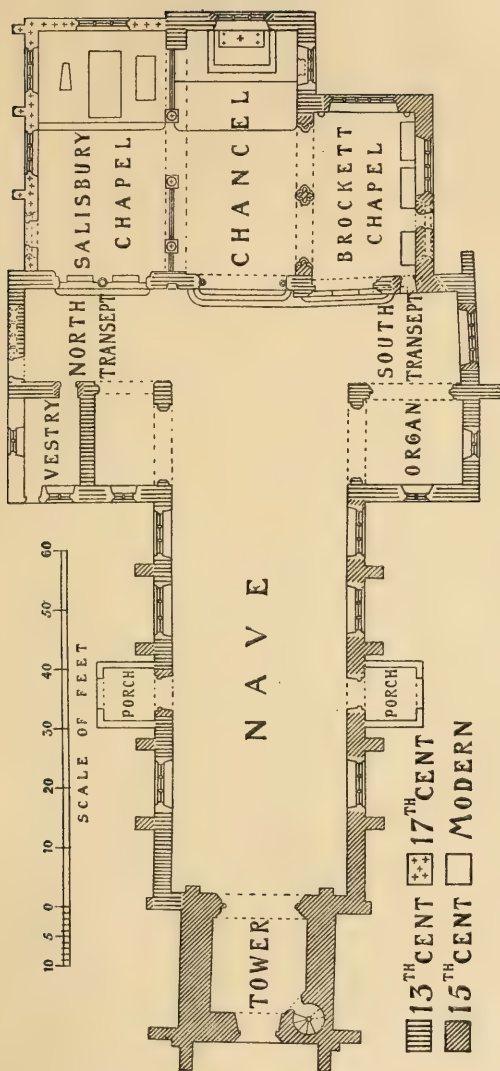 SALISBURY
CHAPEL
CHANCEL
BROCKETT
CHAPEL
NORTH
TRANSEPT
SOUTH
TRANSEPT
VESTRY
ORGAN
NAVE
PORCH
PORCH
TOWER
10 5 0 10 20 30 40 50 60
SCALE OF FEET
13TH CENT 17TH CENT
15TH CENT MODERN